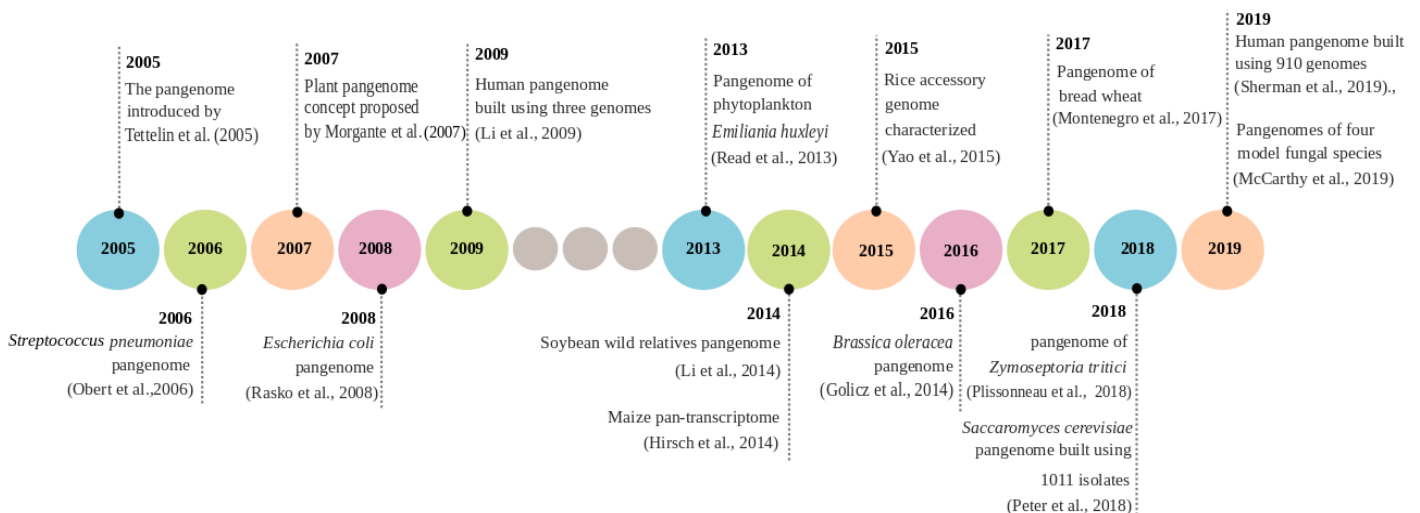 2005
The pangenome
introduced by
Tettelin et al. (2005)
2007
Plant pangenome
concept proposed
by Morgante et al. (2007)
2009
Human pangenome
built using three genomes
(Li et al., 2009)
2013
Pangenome of
phytoplankton
Emiliania huxleyi
(Read et al., 2013)
2015
Rice accessory
genome
characterized
(Yao et al., 2015)
2017
Pangenome of
bread wheat
(Montenegro et al., 2017)
2019
Human pangenome built
using 910 genomes
(Sherman et al., 2019).,
Pangenomes of four
model fungal species
(McCarthy et al., 2019)
2005
2006
2007
2008
2009
2013
2014
2015
2016
2017
2018
2019
2006
Streptococcus pneumoniae
pangenome
(Obert et al.,2006)
2008
Escherichia coli
pangenome
(Rasko et al., 2008)
2014
Soybean wild relatives pangenome
(Li et al., 2014)
Maize pan-transcriptome
(Hirsch et al., 2014)
2016
Brassica oleracea
pangenome
(Golicz et al., 2014)
2018
pangenome of
Zymoseptoria tritici
(Plissonneau et al., 2018)
Saccaromyces cerevisiae
pangenome built using
1011 isolates
(Peter et al., 2018)